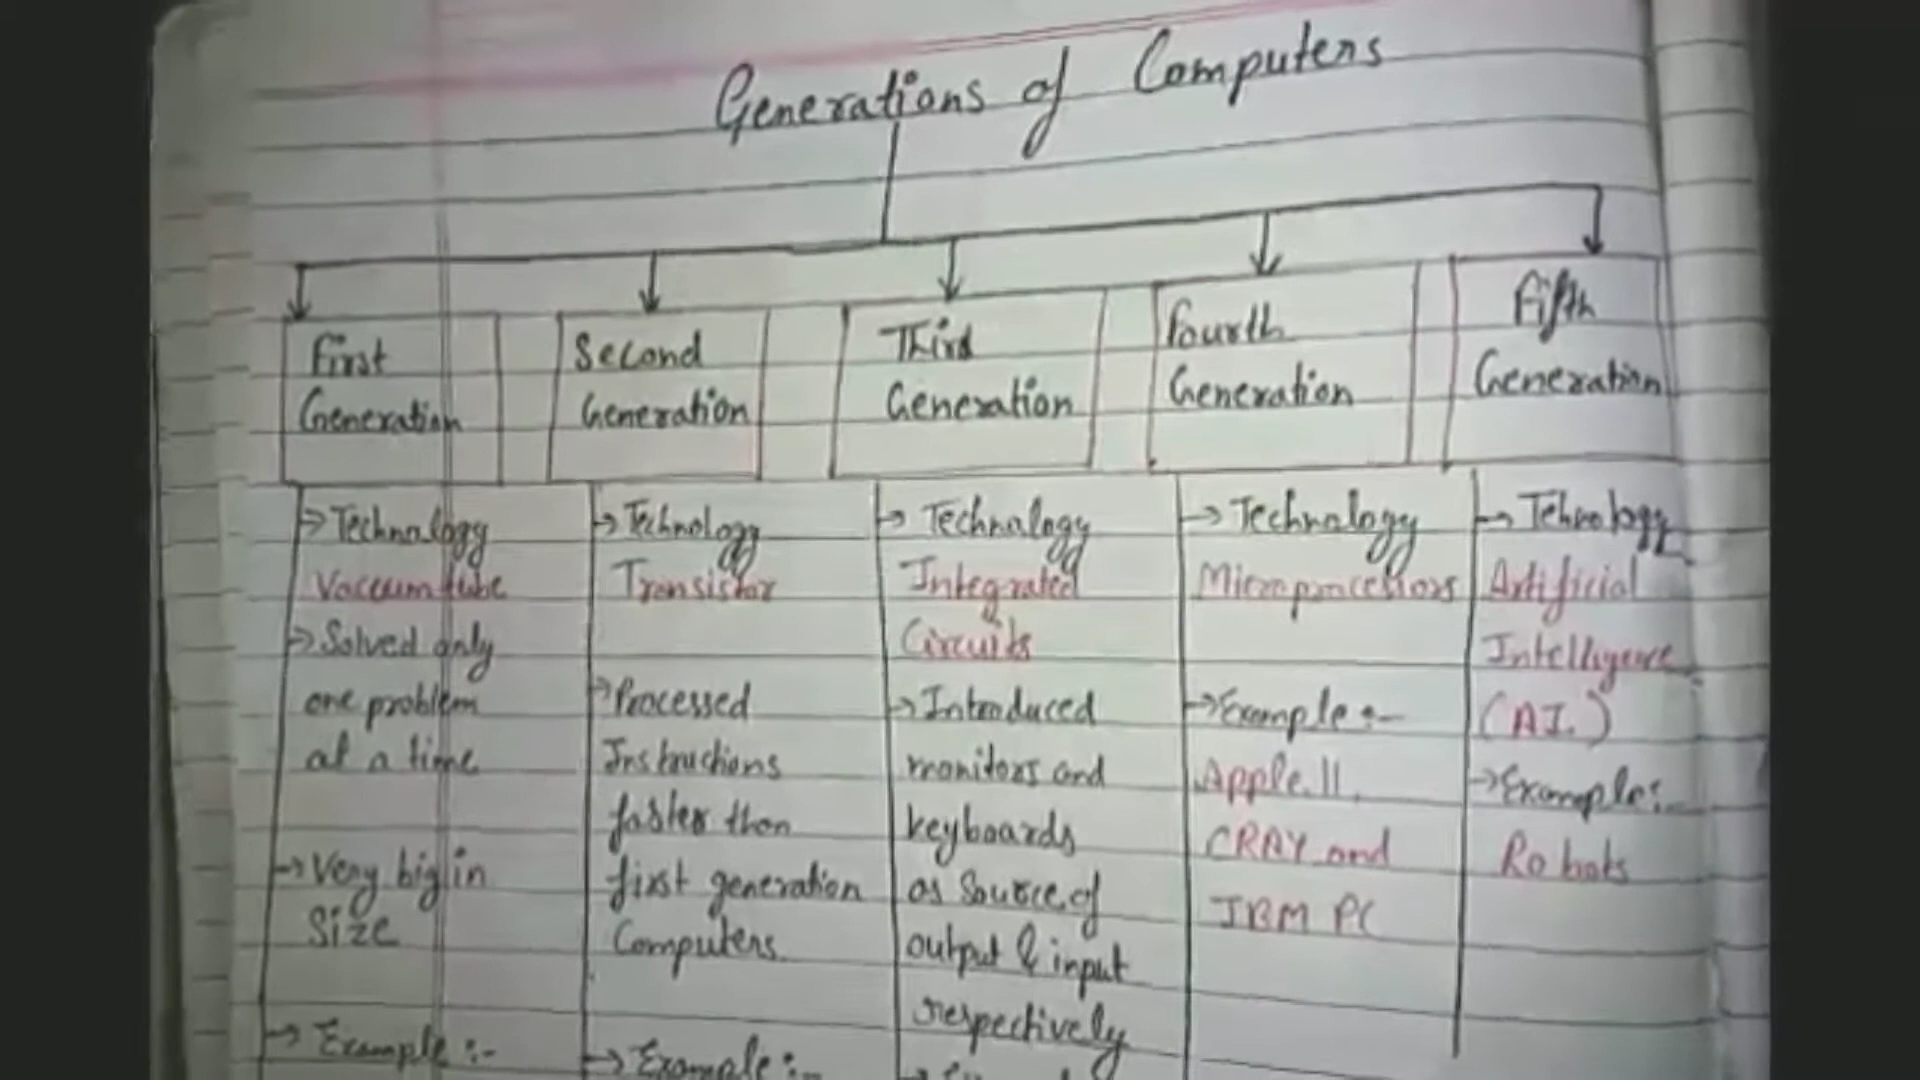 Generations of Computers
First
Generation
Second
Generation
Third
Generation
Fourth
Generation
Fifth
Generation
→ Technology
Vaccum tube
→ Solved only
one problem
at a time
→ Very big in
Size
→ Example :-
→ Technology
Transistor
→ Processed
Instructions
faster than
first generation
Computers
→ Example :-
→ Technology
Integrated
Circuits
→ Introduced
monitors and
keyboards
as Source of
output & input
respectively
→ Technology
Microprocessors
→ Example :-
Apple II
CRAY and
IBM PC
→ Tehnology
Artificial
Intelligence
(AI.)
→ Example:-
Robots